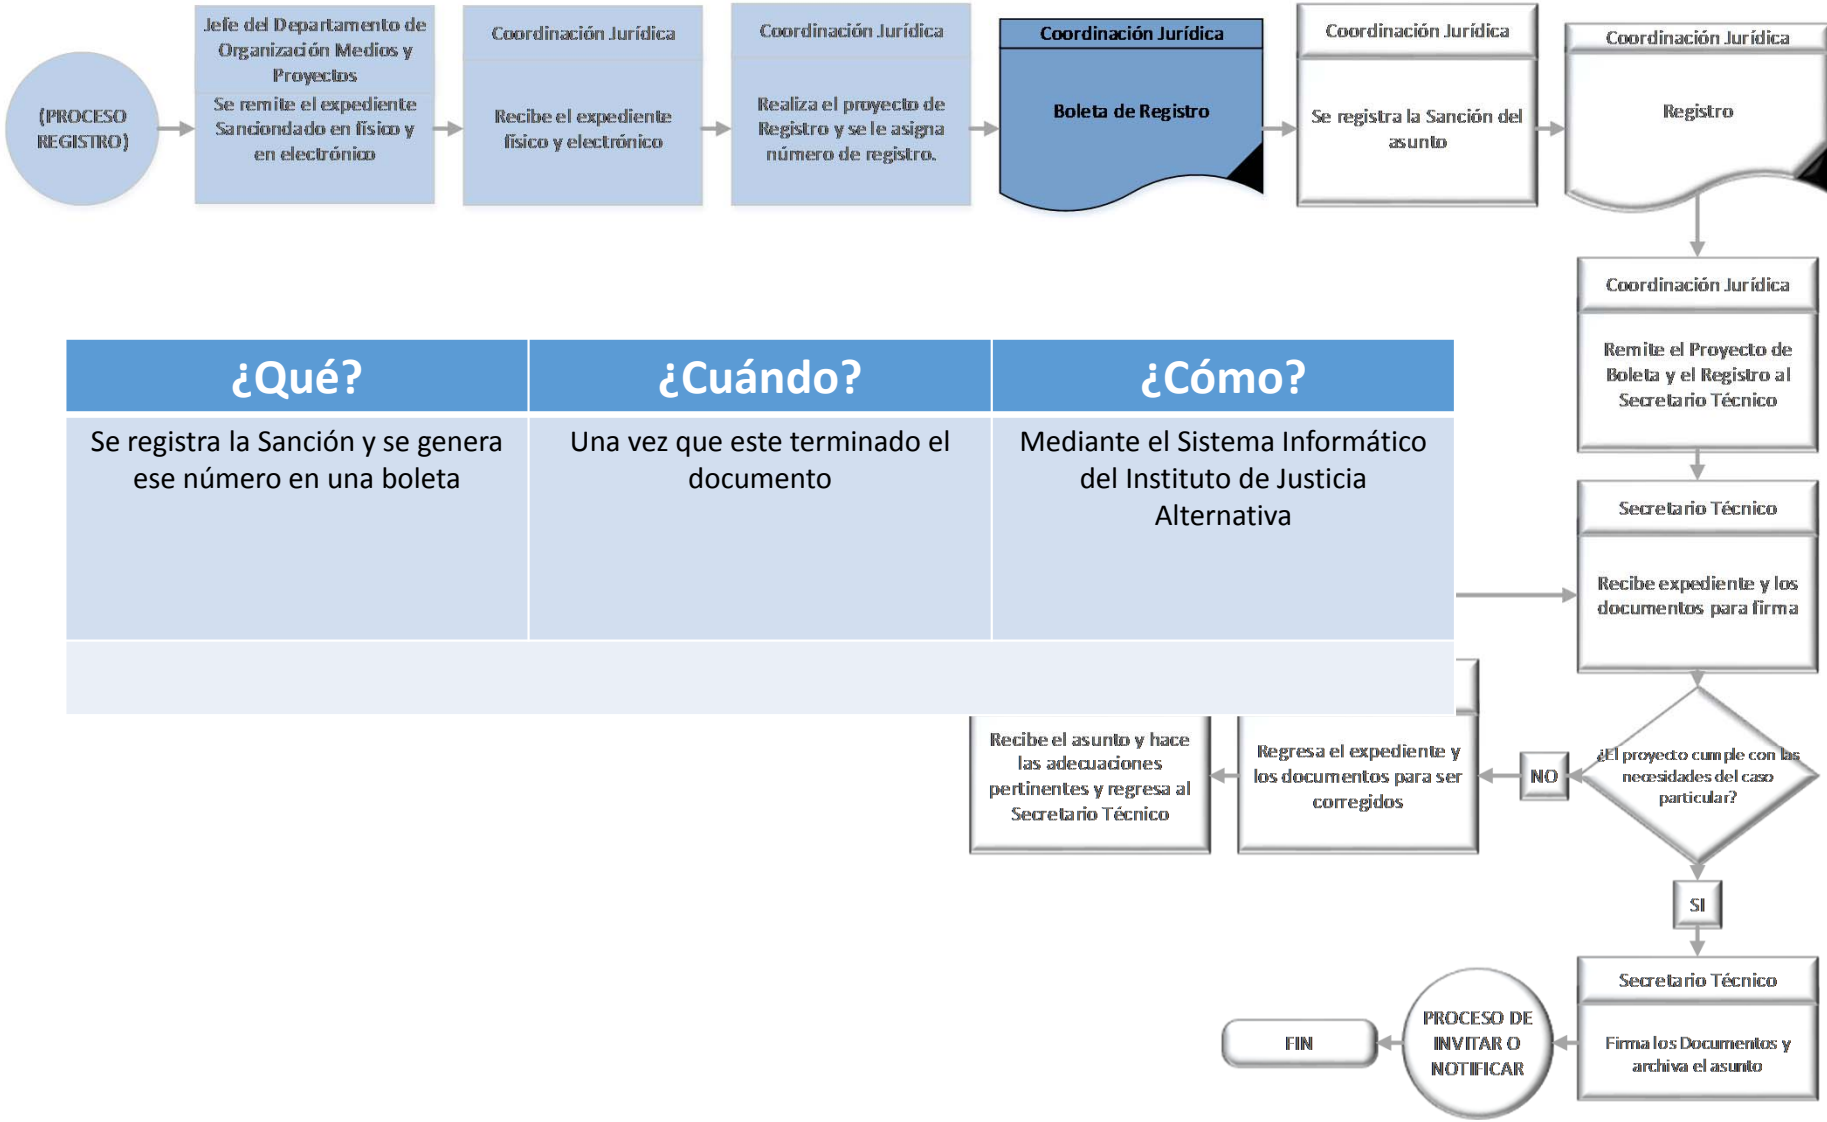 (PROCESO
REGISTRO)
Jefe del Departamento de
Organización Medios y
Proyectos
Se remite el expediente
Sanciondado en físico y
en electrónico
Coordinación Jurídica
Recibe el expediente
físico y electrónico
Coordinación Jurídica
Realiza el proyecto de
Registro y se le asigna
número de registro.
Coordinación Jurídica
Boleta de Registro
Coordinación Jurídica
Se registra la Sanción del
asunto
Coordinación Jurídica
Registro
Coordinación Jurídica
Remite el Proyecto de
Boleta y el Registro al
Secretario Técnico
¿Qué?
¿Cuándo?
¿Cómo?
Se registra la Sanción y se genera
ese número en una boleta
Una vez que este terminado el
documento
Mediante el Sistema Informático
del Instituto de Justicia
Alternativa
Secretario Técnico
Recibe expediente y los
documentos para firma
¿El proyecto cumple con las
necesidades del caso
particular?
NO
Regresa el expediente y
los documentos para ser
corregidos
Recibe el asunto y hace
las adecuaciones
pertinentes y regresa al
Secretario Técnico
SI
Secretario Técnico
Firma los Documentos y
archiva el asunto
PROCESO DE
INVITAR O
NOTIFICAR
FIN